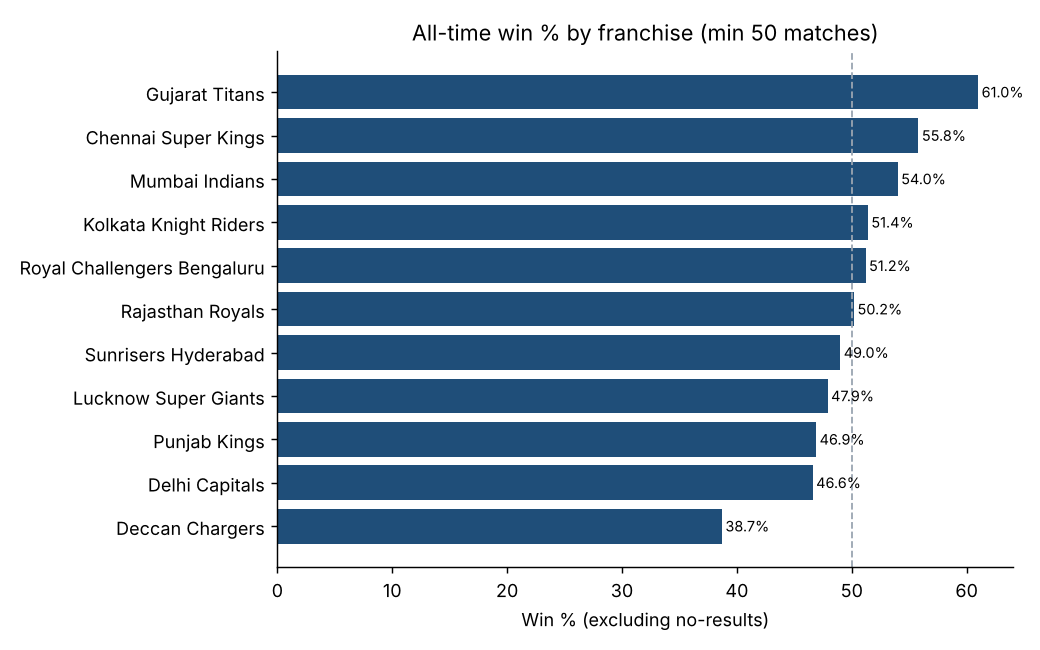 All-time win % by franchise (min 50 matches)
Gujarat Titans 61.0%
Chennai Super Kings 55.8%
Mumbai Indians 54.0%
Kolkata Knight Riders 51.4%
Royal Challengers Bengaluru 51.2%
Rajasthan Royals 50.2%
Sunrisers Hyderabad 49.0%
Lucknow Super Giants 47.9%
Punjab Kings 46.9%
Delhi Capitals 46.6%
Deccan Chargers 38.7%
0 10 20 30 40 50 60
Win % (excluding no-results)